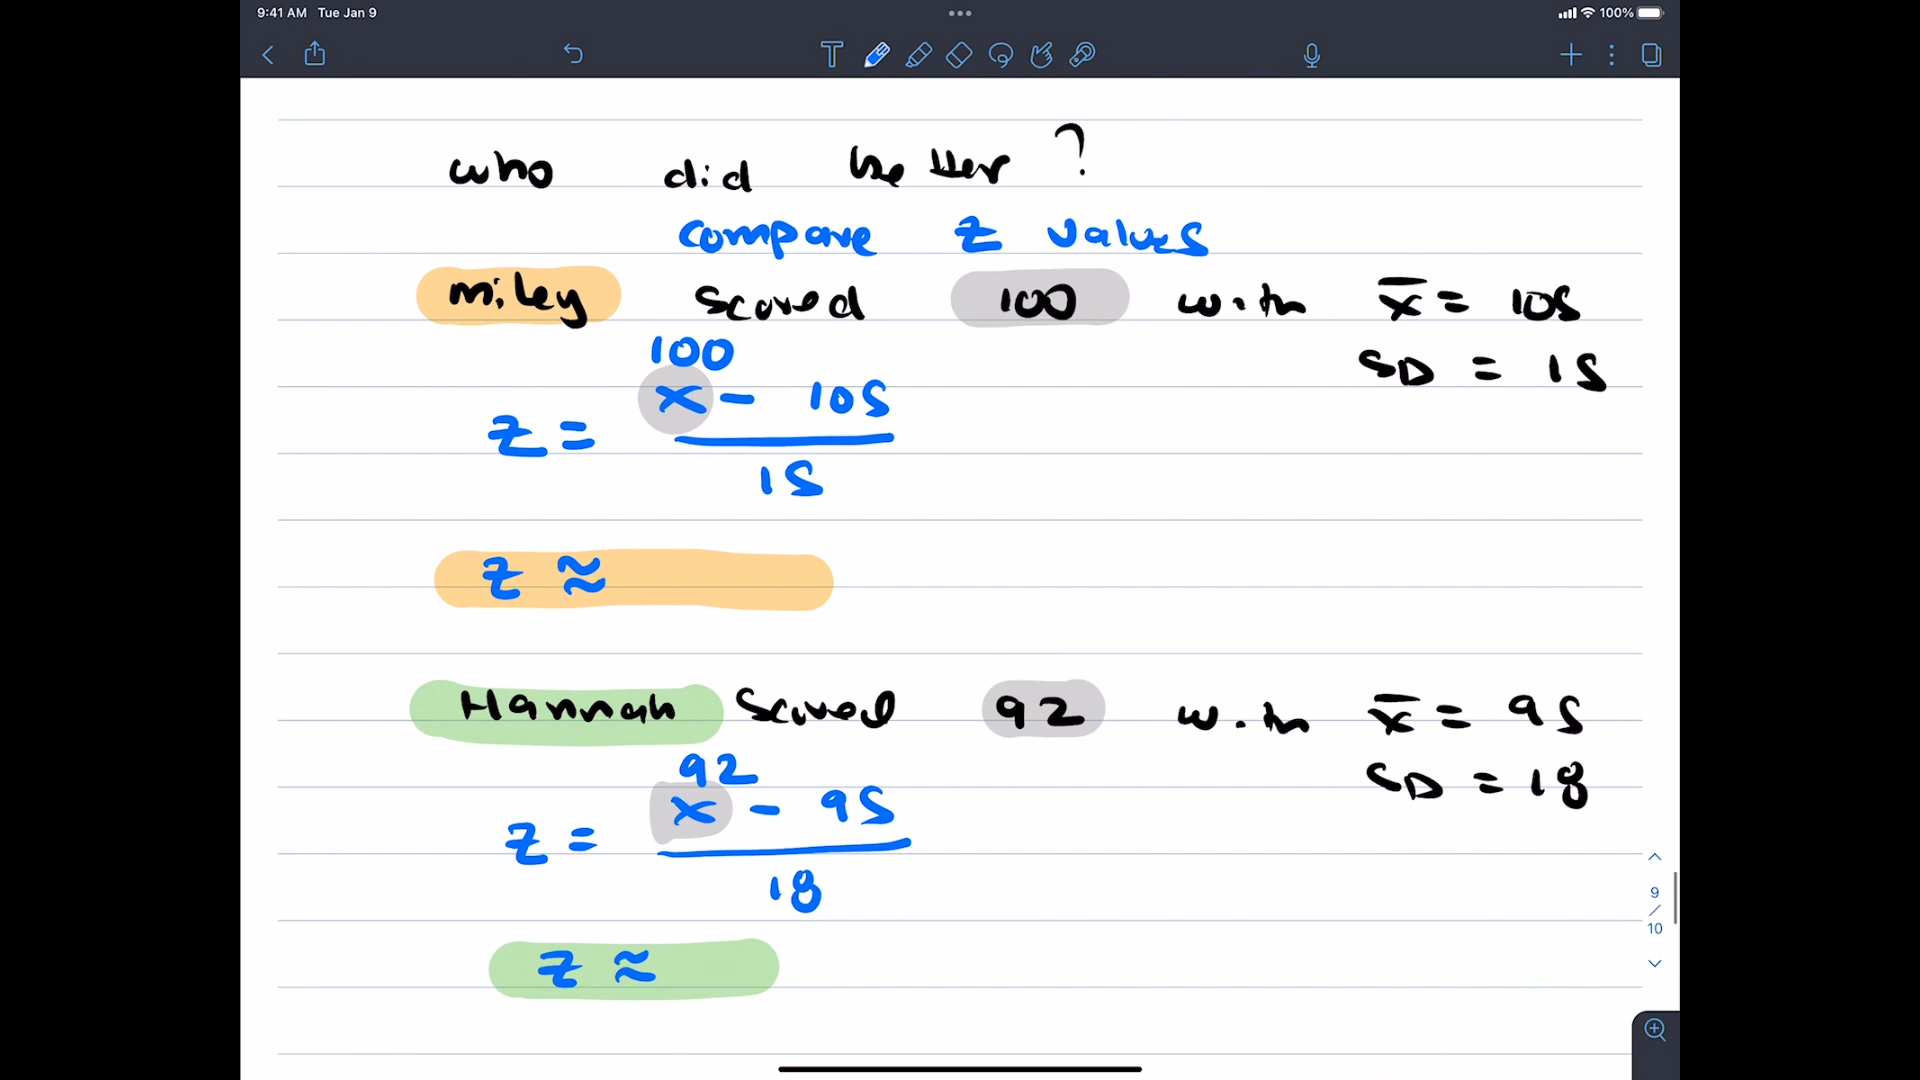 9:41 AM Tue Jan 9
100%
who did better?
compare z values
miley scored 100 with x̄ = 105
SD = 15
100
z = x - 105
15
z ≈
Hannah scored 92 with x̄ = 95
SD = 18
92
z = x - 95
18
z ≈
9
/
10